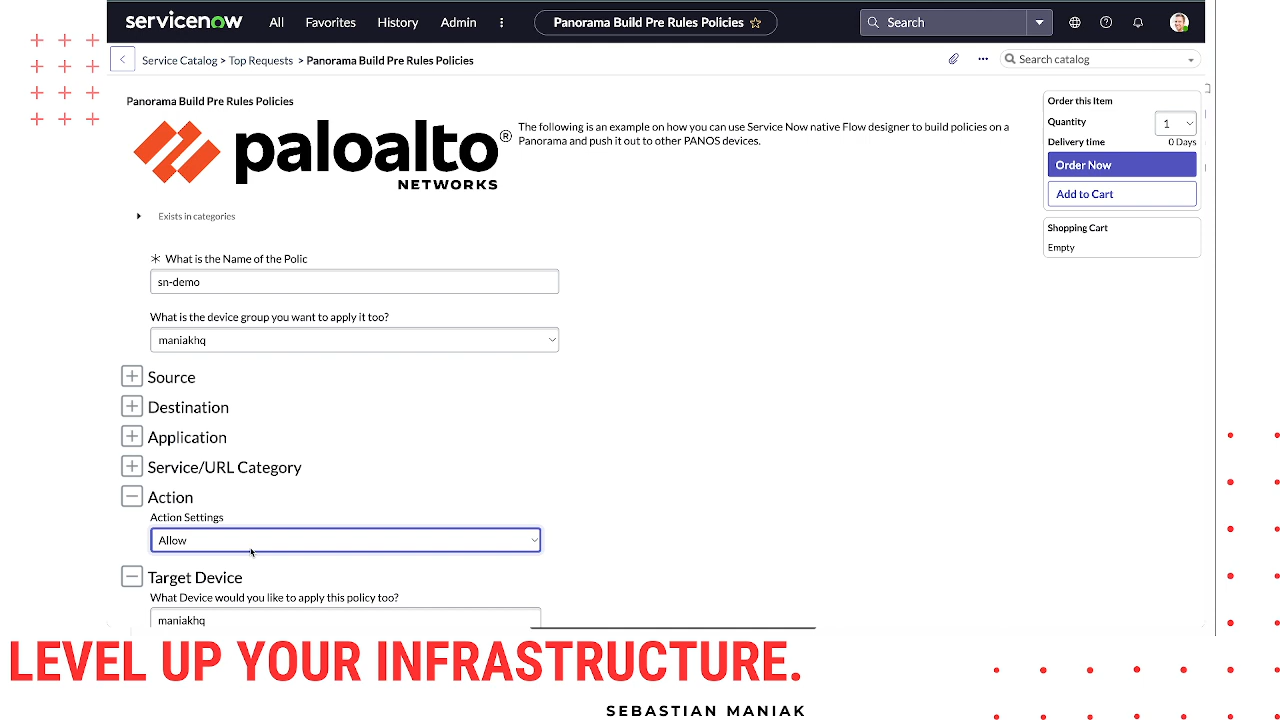 servicenow
All
Favorites
History
Admin
Panorama Build Pre Rules Policies
Search
Service Catalog > Top Requests > Panorama Build Pre Rules Policies
Search catalog
Panorama Build Pre Rules Policies
paloalto®
NETWORKS
The following is an example on how you can use Service Now native Flow designer to build policies on a
Panorama and push it out to other PANOS devices.
Order this Item
Quantity
1
Delivery time
0 Days
Order Now
Add to Cart
Shopping Cart
Empty
Exists in categories
What is the Name of the Polic
sn-demo
What is the device group you want to apply it too?
maniakhq
Source
Destination
Application
Service/URL Category
Action
Action Settings
Allow
Target Device
What Device would you like to apply this policy too?
maniakhq
LEVEL UP YOUR INFRASTRUCTURE.
SEBASTIAN MANIAK